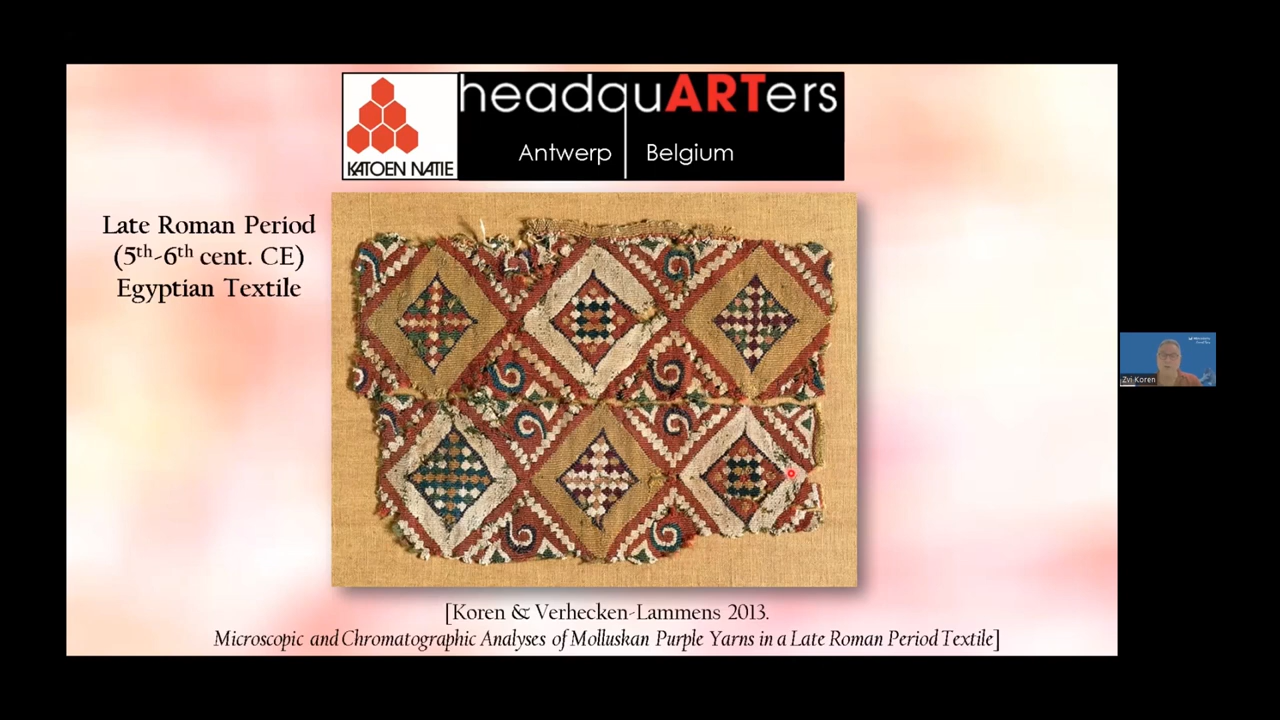 headquARTers
KATOEN NATIE
Antwerp Belgium
Late Roman Period
(5th-6th cent. CE)
Egyptian Textile
Zvi Koren
[Koren & Verhecken-Lammens 2013.
Microscopic and Chromatographic Analyses of Molluskan Purple Yarns in a Late Roman Period Textile]